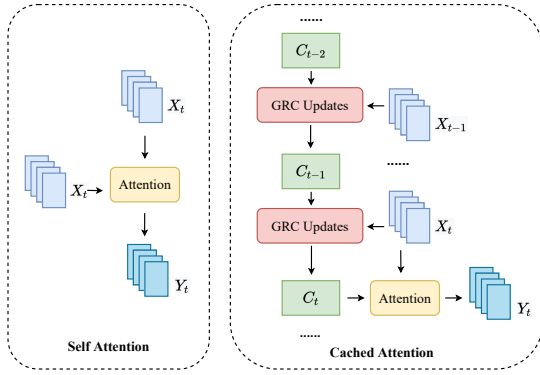 X_t
X_t
Attention
Y_t
Self Attention
......
C_{t-2}
GRC Updates
X_{t-1}
C_{t-1}
......
GRC Updates
X_t
C_t
Attention
Y_t
......
Cached Attention